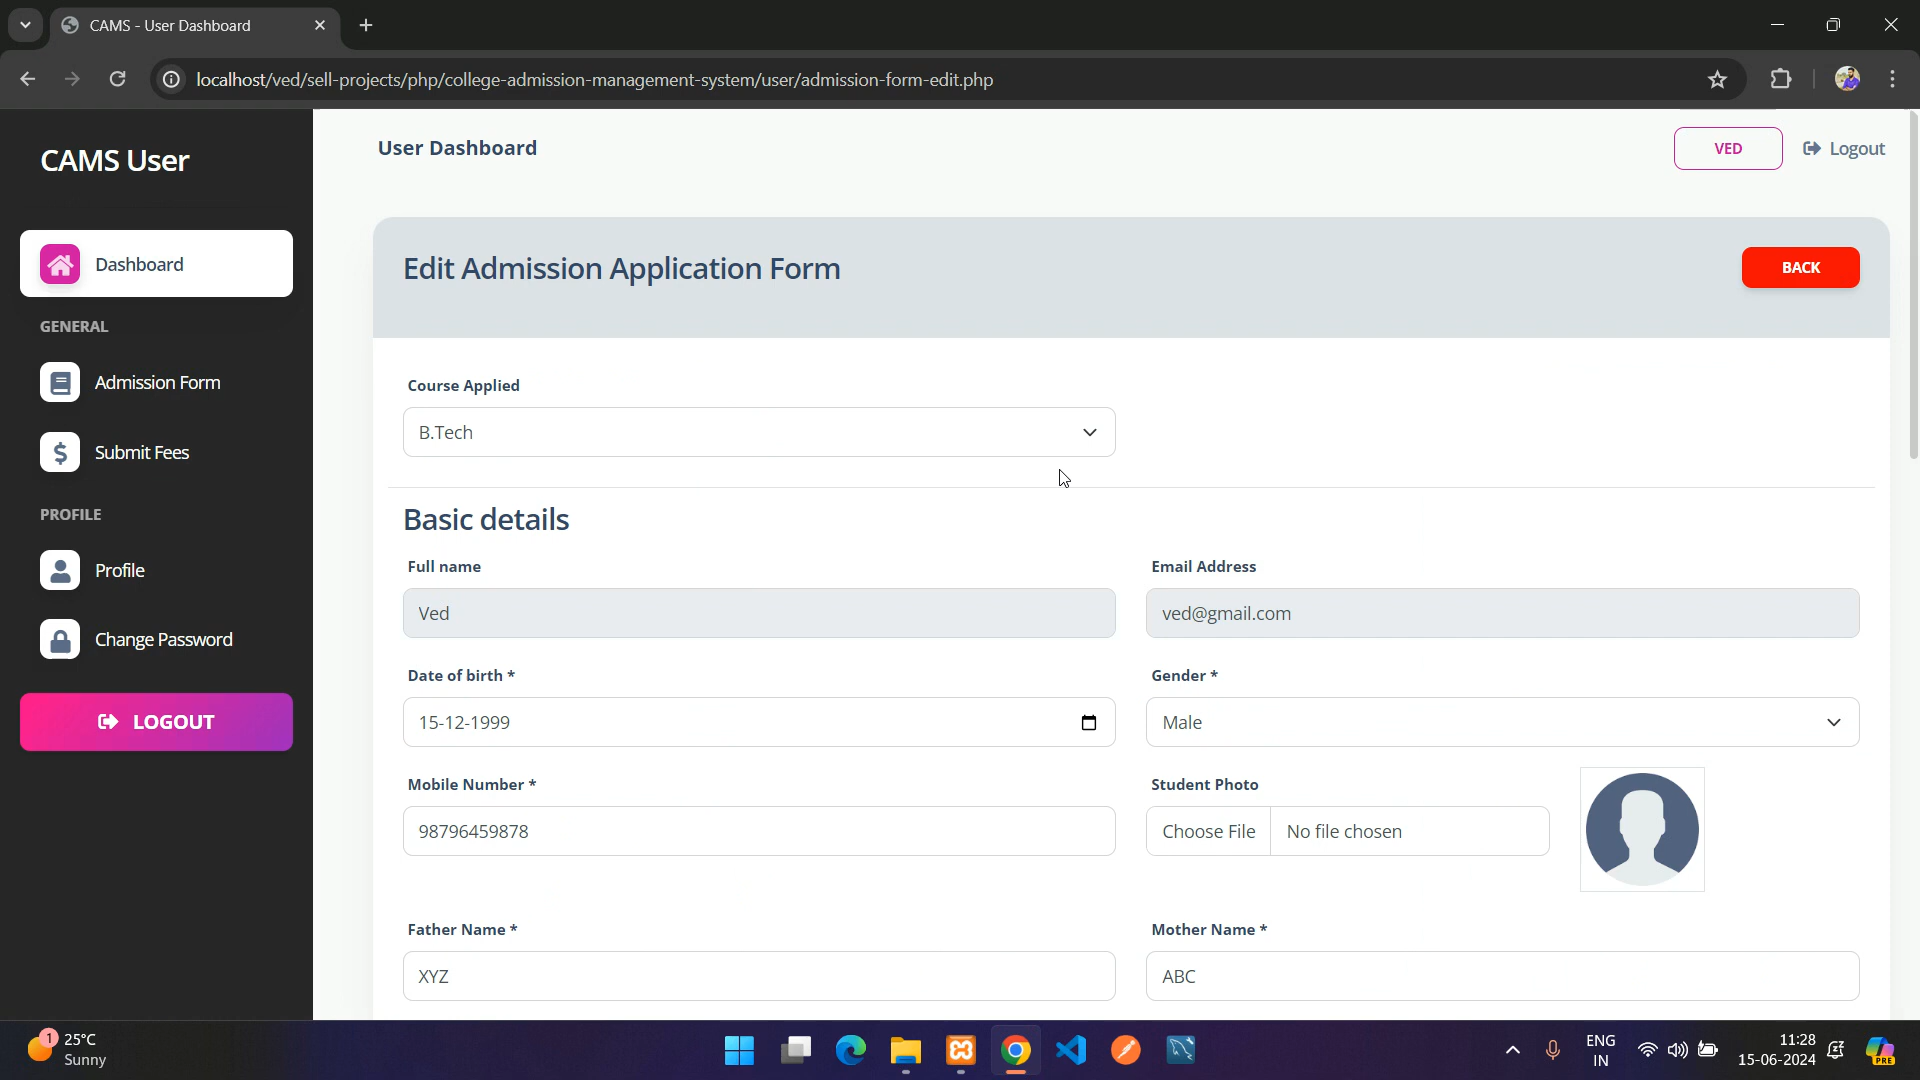 CAMS - User Dashboard
localhost/ved/sell-projects/php/college-admission-management-system/user/admission-form-edit.php
CAMS User
Dashboard
GENERAL
Admission Form
Submit Fees
PROFILE
Profile
Change Password
LOGOUT
User Dashboard
VED
Logout
Edit Admission Application Form
BACK
Course Applied
B.Tech
Basic details
Full name
Email Address
Ved
ved@gmail.com
Date of birth *
Gender *
15-12-1999
Male
Mobile Number *
Student Photo
98796459878
Choose File
No file chosen
Father Name *
Mother Name *
XYZ
ABC
1
25°C
Sunny
ENG
IN
11:28
15-06-2024
PRE